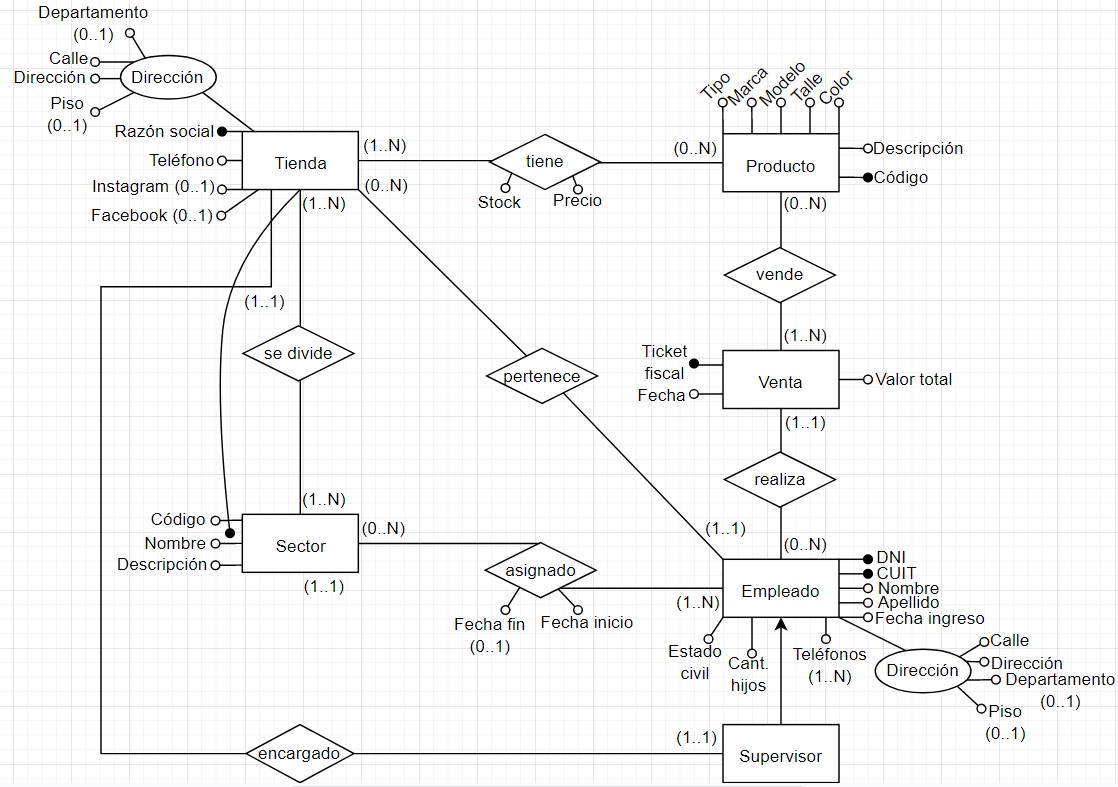 Departamento
(0..1)
Calle
Dirección
Dirección
Piso
(0..1)
Razón social
Teléfono
Instagram (0..1)
Facebook (0..1)
Tienda
(1..N)
(0..N)
(1..N)
(1..1)
tiene
Stock
Precio
(0..N)
Tipo
Marca
Modelo
Talle
Color
Producto
Descripción
Código
(0..N)
vende
(1..N)
Ticket
fiscal
Fecha
Venta
Valor total
(1..1)
realiza
(0..N)
se divide
pertenece
(1..1)
(1..N)
Código
Nombre
Descripción
Sector
(0..N)
(1..1)
asignado
Fecha fin
(0..1)
Fecha inicio
(1..N)
Empleado
DNI
CUIT
Nombre
Apellido
Fecha ingreso
Estado
civil
Cant.
hijos
Teléfonos
(1..N)
Dirección
Calle
Dirección
Departamento
(0..1)
Piso
(0..1)
encargado
(1..1)
Supervisor